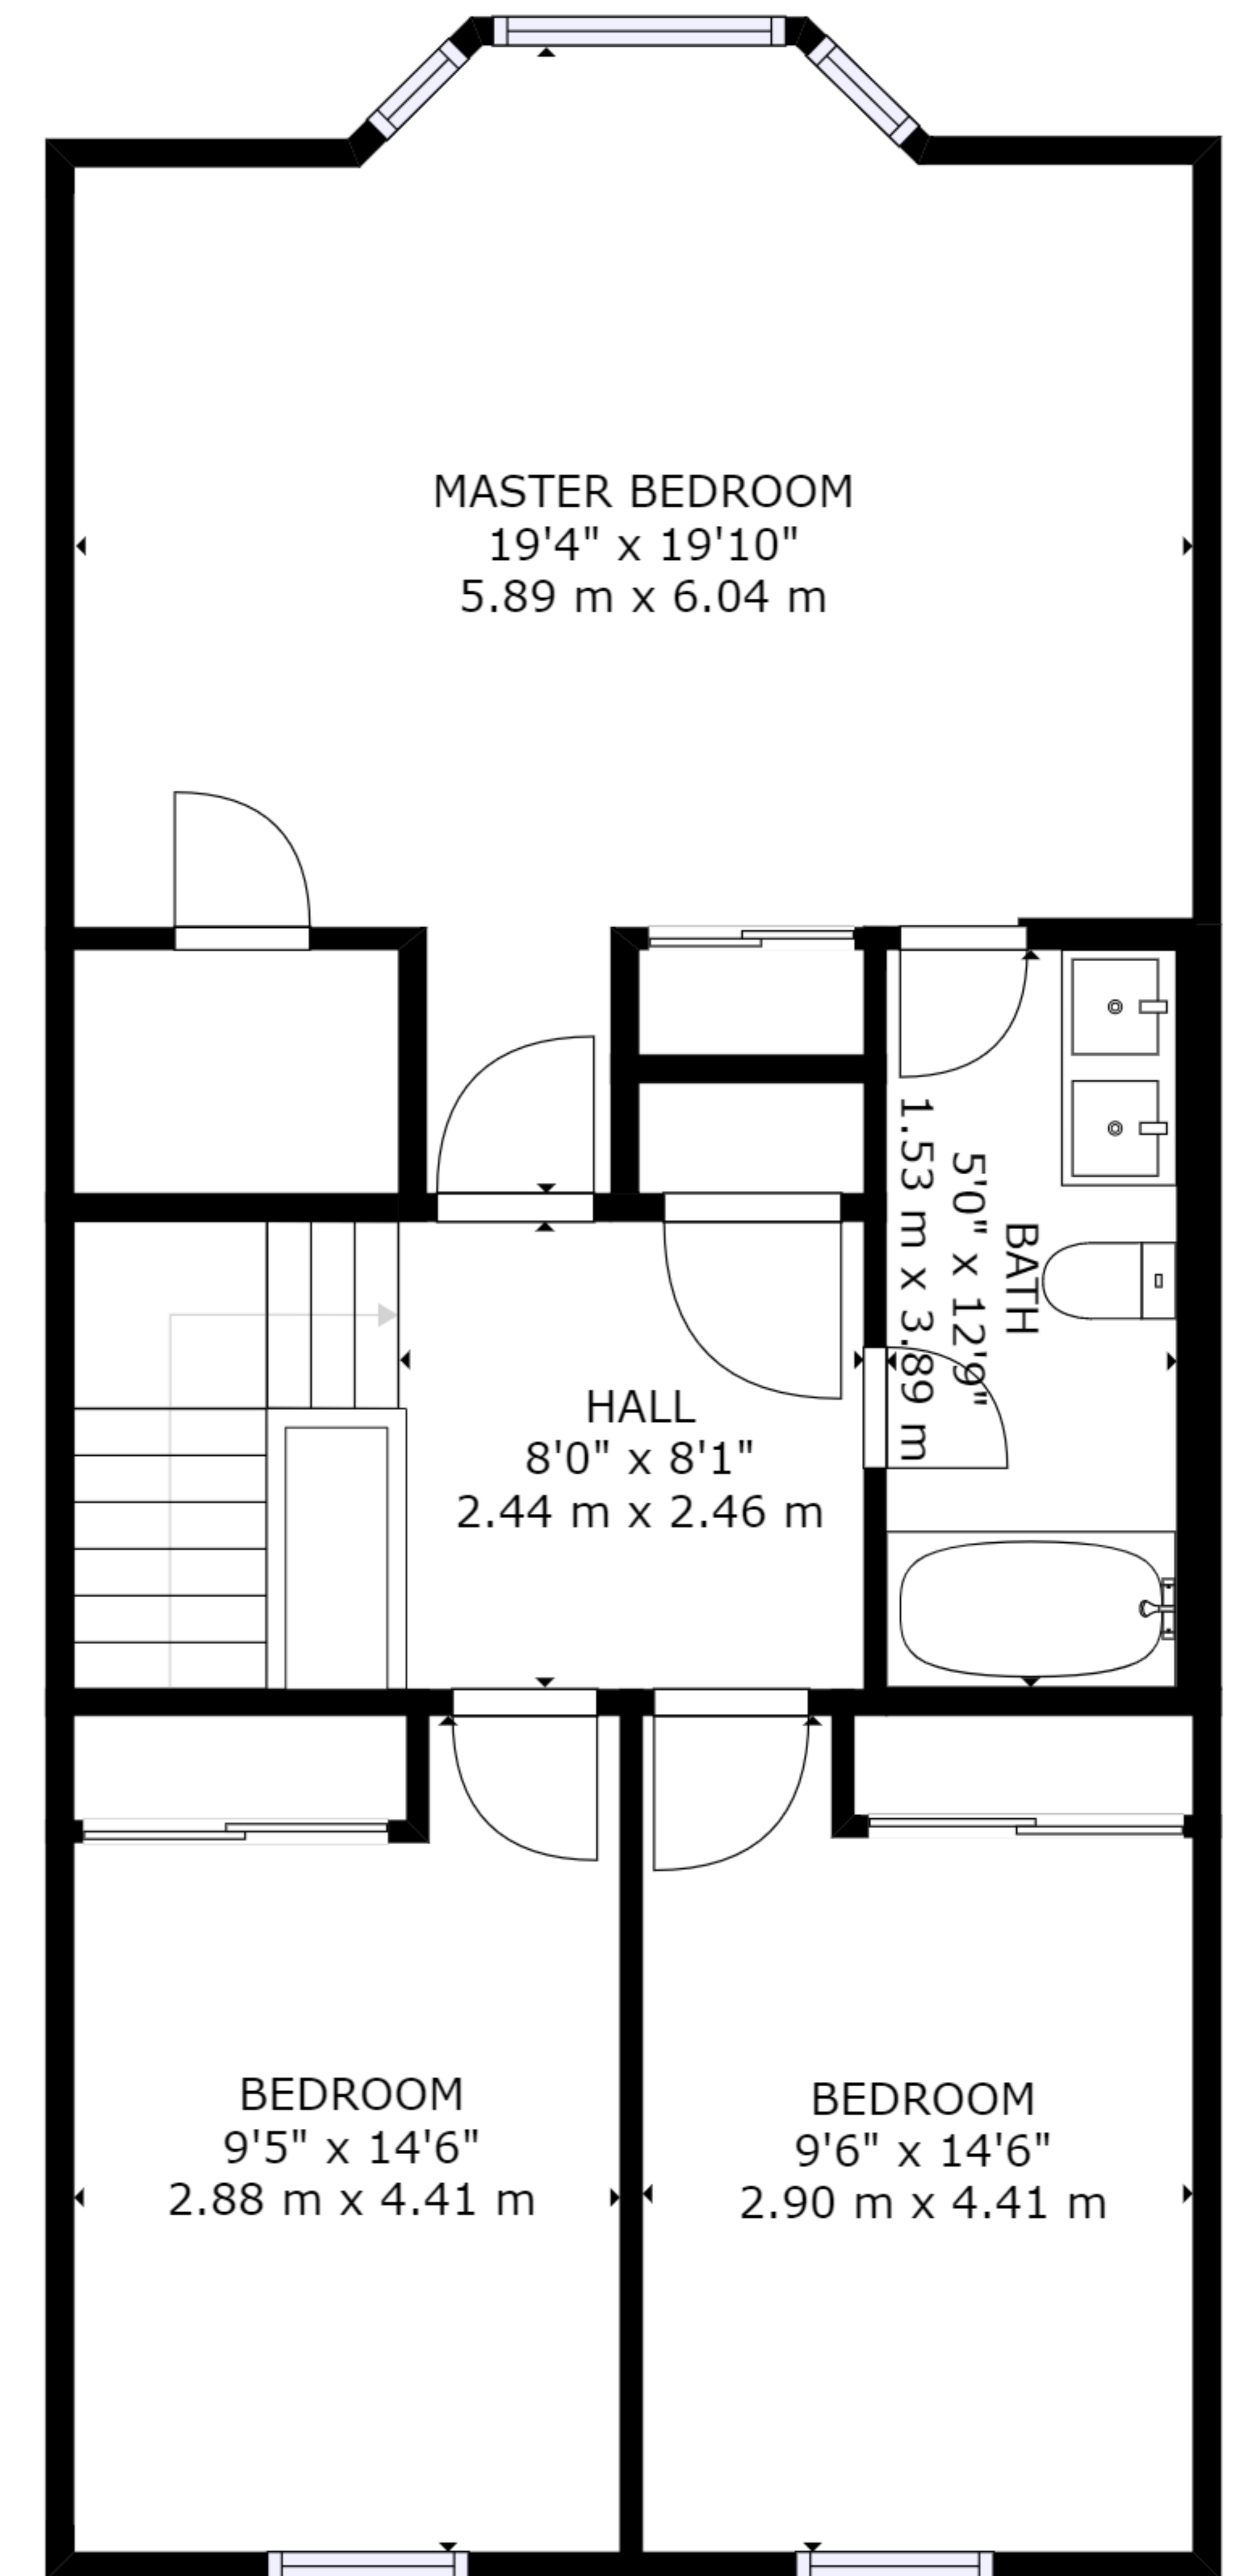 MASTER BEDROOM
19'4" x 19'10"
5.89 m x 6.04 m
BATH
5'0" x 12'9"
1.53 m x 3.89 m
HALL
8'0" x 8'1"
2.44 m x 2.46 m
BEDROOM
9'5" x 14'6"
2.88 m x 4.41 m
BEDROOM
9'6" x 14'6"
2.90 m x 4.41 m